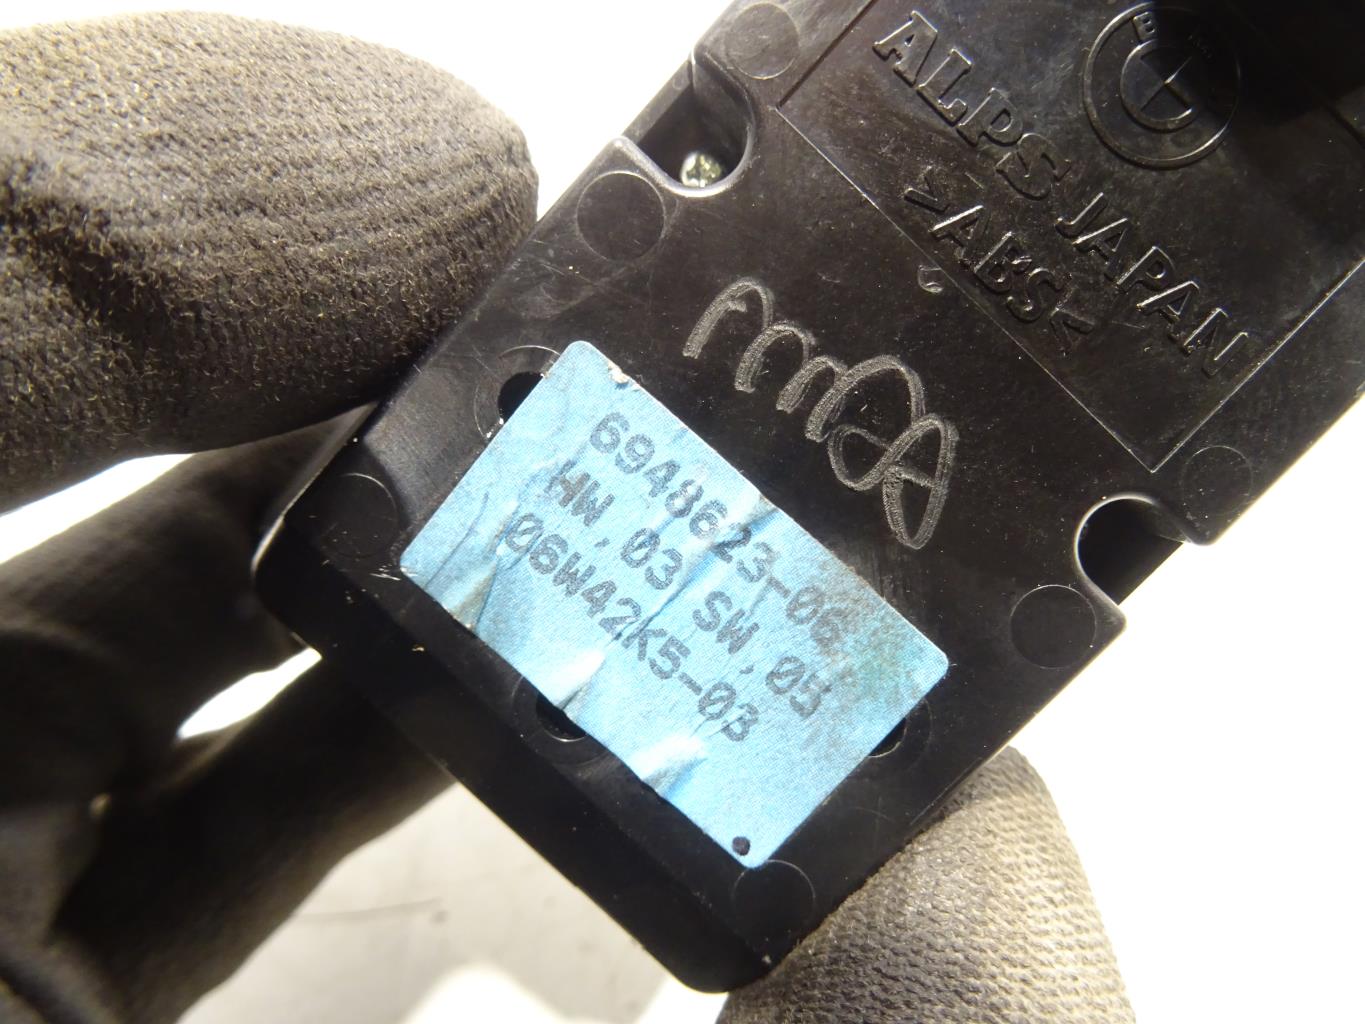 ALPS JAPAN
>ABS<
6948623-06
HW.03 SW.05
06W42K5-03